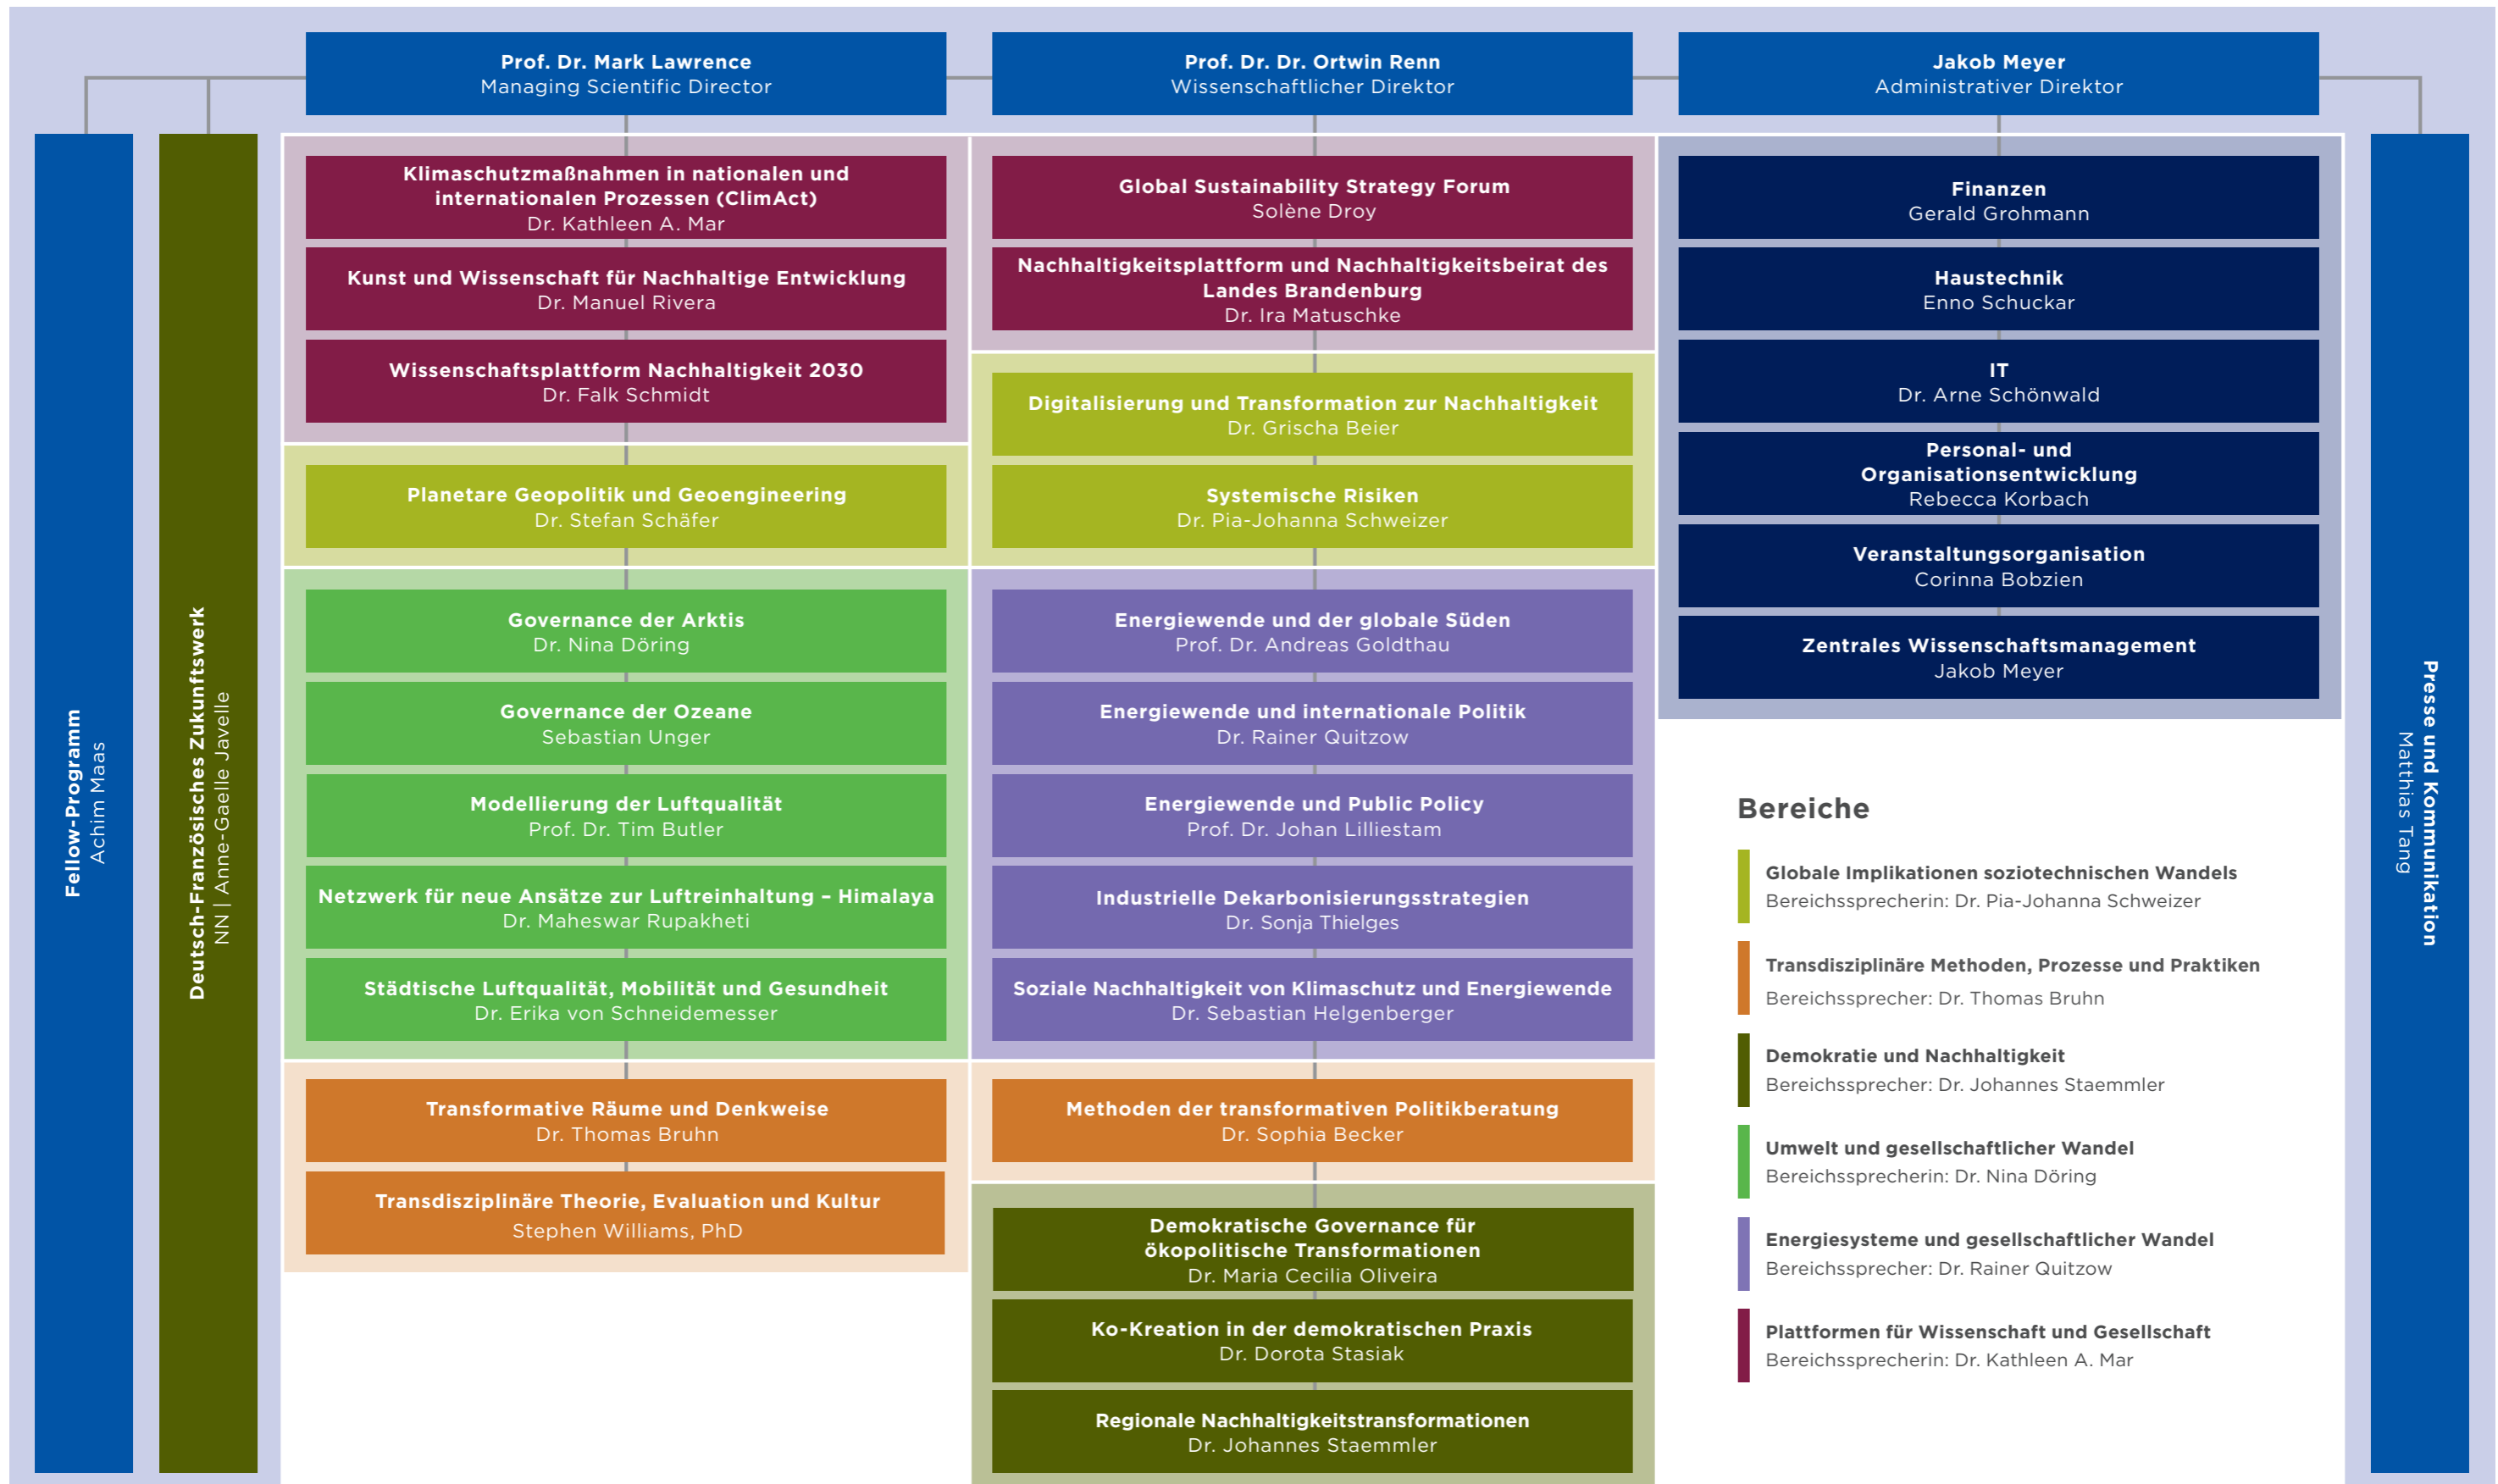 Prof. Dr. Mark Lawrence
Managing Scientific Director
Prof. Dr. Dr. Ortwin Renn
Wissenschaftlicher Direktor
Jakob Meyer
Administrativer Direktor
Fellow-Programm
Achim Maas
Deutsch-Französisches Zukunftswerk
NN | Anne-Gaelle Javelle
Klimaschutzmaßnahmen in nationalen und
internationalen Prozessen (ClimAct)
Dr. Kathleen A. Mar
Kunst und Wissenschaft für Nachhaltige Entwicklung
Dr. Manuel Rivera
Wissenschaftsplattform Nachhaltigkeit 2030
Dr. Falk Schmidt
Planetare Geopolitik und Geoengineering
Dr. Stefan Schäfer
Governance der Arktis
Dr. Nina Döring
Governance der Ozeane
Sebastian Unger
Modellierung der Luftqualität
Prof. Dr. Tim Butler
Netzwerk für neue Ansätze zur Luftreinhaltung – Himalaya
Dr. Maheswar Rupakheti
Städtische Luftqualität, Mobilität und Gesundheit
Dr. Erika von Schneidemesser
Transformative Räume und Denkweise
Dr. Thomas Bruhn
Transdisziplinäre Theorie, Evaluation und Kultur
Stephen Williams, PhD
Global Sustainability Strategy Forum
Solène Droy
Nachhaltigkeitsplattform und Nachhaltigkeitsbeirat des
Landes Brandenburg
Dr. Ira Matuschke
Digitalisierung und Transformation zur Nachhaltigkeit
Dr. Grischa Beier
Systemische Risiken
Dr. Pia-Johanna Schweizer
Energiewende und der globale Süden
Prof. Dr. Andreas Goldthau
Energiewende und internationale Politik
Dr. Rainer Quitzow
Energiewende und Public Policy
Prof. Dr. Johan Lilliestam
Industrielle Dekarbonisierungsstrategien
Dr. Sonja Thielges
Soziale Nachhaltigkeit von Klimaschutz und Energiewende
Dr. Sebastian Helgenberger
Methoden der transformativen Politikberatung
Dr. Sophia Becker
Demokratische Governance für
ökopolitische Transformationen
Dr. Maria Cecilia Oliveira
Ko-Kreation in der demokratischen Praxis
Dr. Dorota Stasiak
Regionale Nachhaltigkeitstransformationen
Dr. Johannes Staemmler
Finanzen
Gerald Grohmann
Haustechnik
Enno Schuckar
IT
Dr. Arne Schönwald
Personal- und
Organisationsentwicklung
Rebecca Korbach
Veranstaltungsorganisation
Corinna Bobzien
Zentrales Wissenschaftsmanagement
Jakob Meyer
Bereiche
Globale Implikationen soziotechnischen Wandels
Bereichssprecherin: Dr. Pia-Johanna Schweizer
Transdisziplinäre Methoden, Prozesse und Praktiken
Bereichssprecher: Dr. Thomas Bruhn
Demokratie und Nachhaltigkeit
Bereichssprecher: Dr. Johannes Staemmler
Umwelt und gesellschaftlicher Wandel
Bereichssprecherin: Dr. Nina Döring
Energiesysteme und gesellschaftlicher Wandel
Bereichssprecher: Dr. Rainer Quitzow
Plattformen für Wissenschaft und Gesellschaft
Bereichssprecherin: Dr. Kathleen A. Mar
Presse und Kommunikation
Matthias Tang